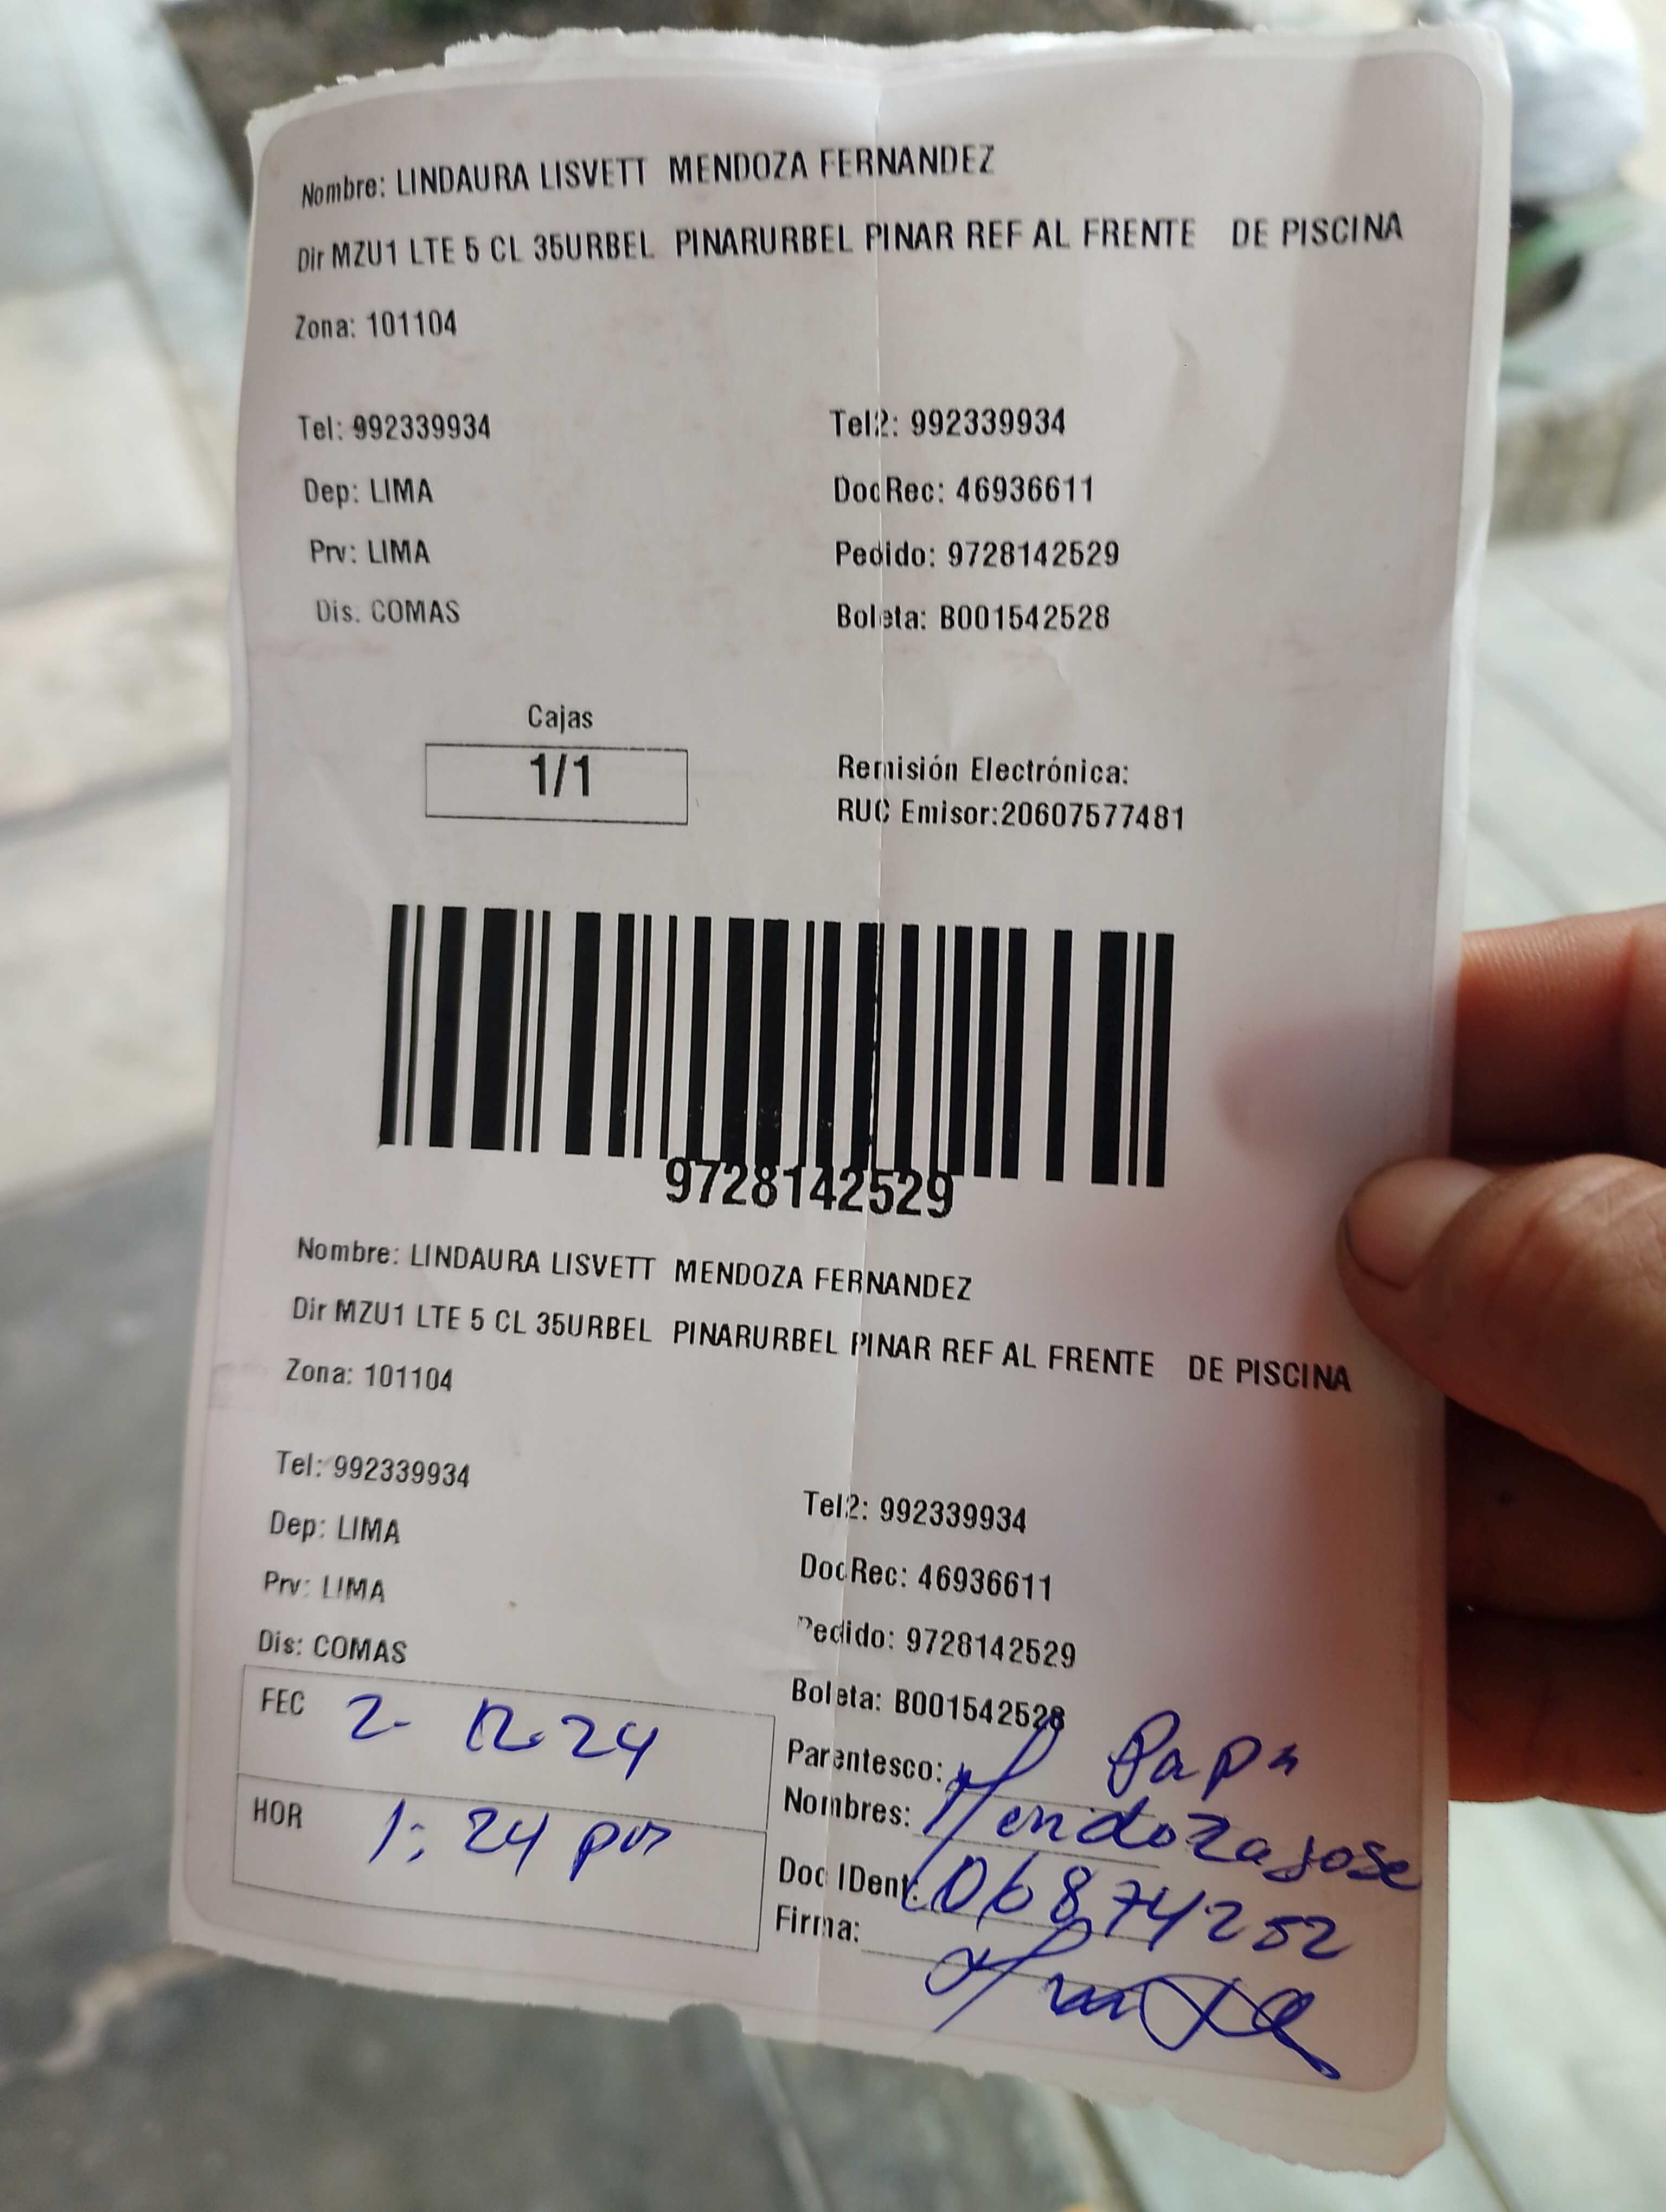 Nombre: LINDAURA LISVETT MENDOZA FERNANDEZ
Dir MZU1 LTE 5 CL 35URBEL PINARURBEL PINAR REF AL FRENTE DE PISCINA
Zona: 101104
Tel: 992339934 Tel2: 992339934
Dep: LIMA DocRec: 46936611
Prv: LIMA Pedido: 9728142529
Dis. COMAS Boleta: B001542528
Cajas
1/1
Remisión Electrónica:
RUC Emisor:20607577481
9728142529
Nombre: LINDAURA LISVETT MENDOZA FERNANDEZ
Dir MZU1 LTE 5 CL 35URBEL PINARURBEL PINAR REF AL FRENTE DE PISCINA
Zona: 101104
Tel: 992339934 Tel2: 992339934
Dep: LIMA DocRec: 46936611
Prv: LIMA Pedido: 9728142529
Dis: COMAS Boleta: B001542528
FEC 2- 12.24
HOR 1:24 pm
Parentesco: Papa
Nombres: Mendoza Jose
Doc IDent: 06874252
Firma: